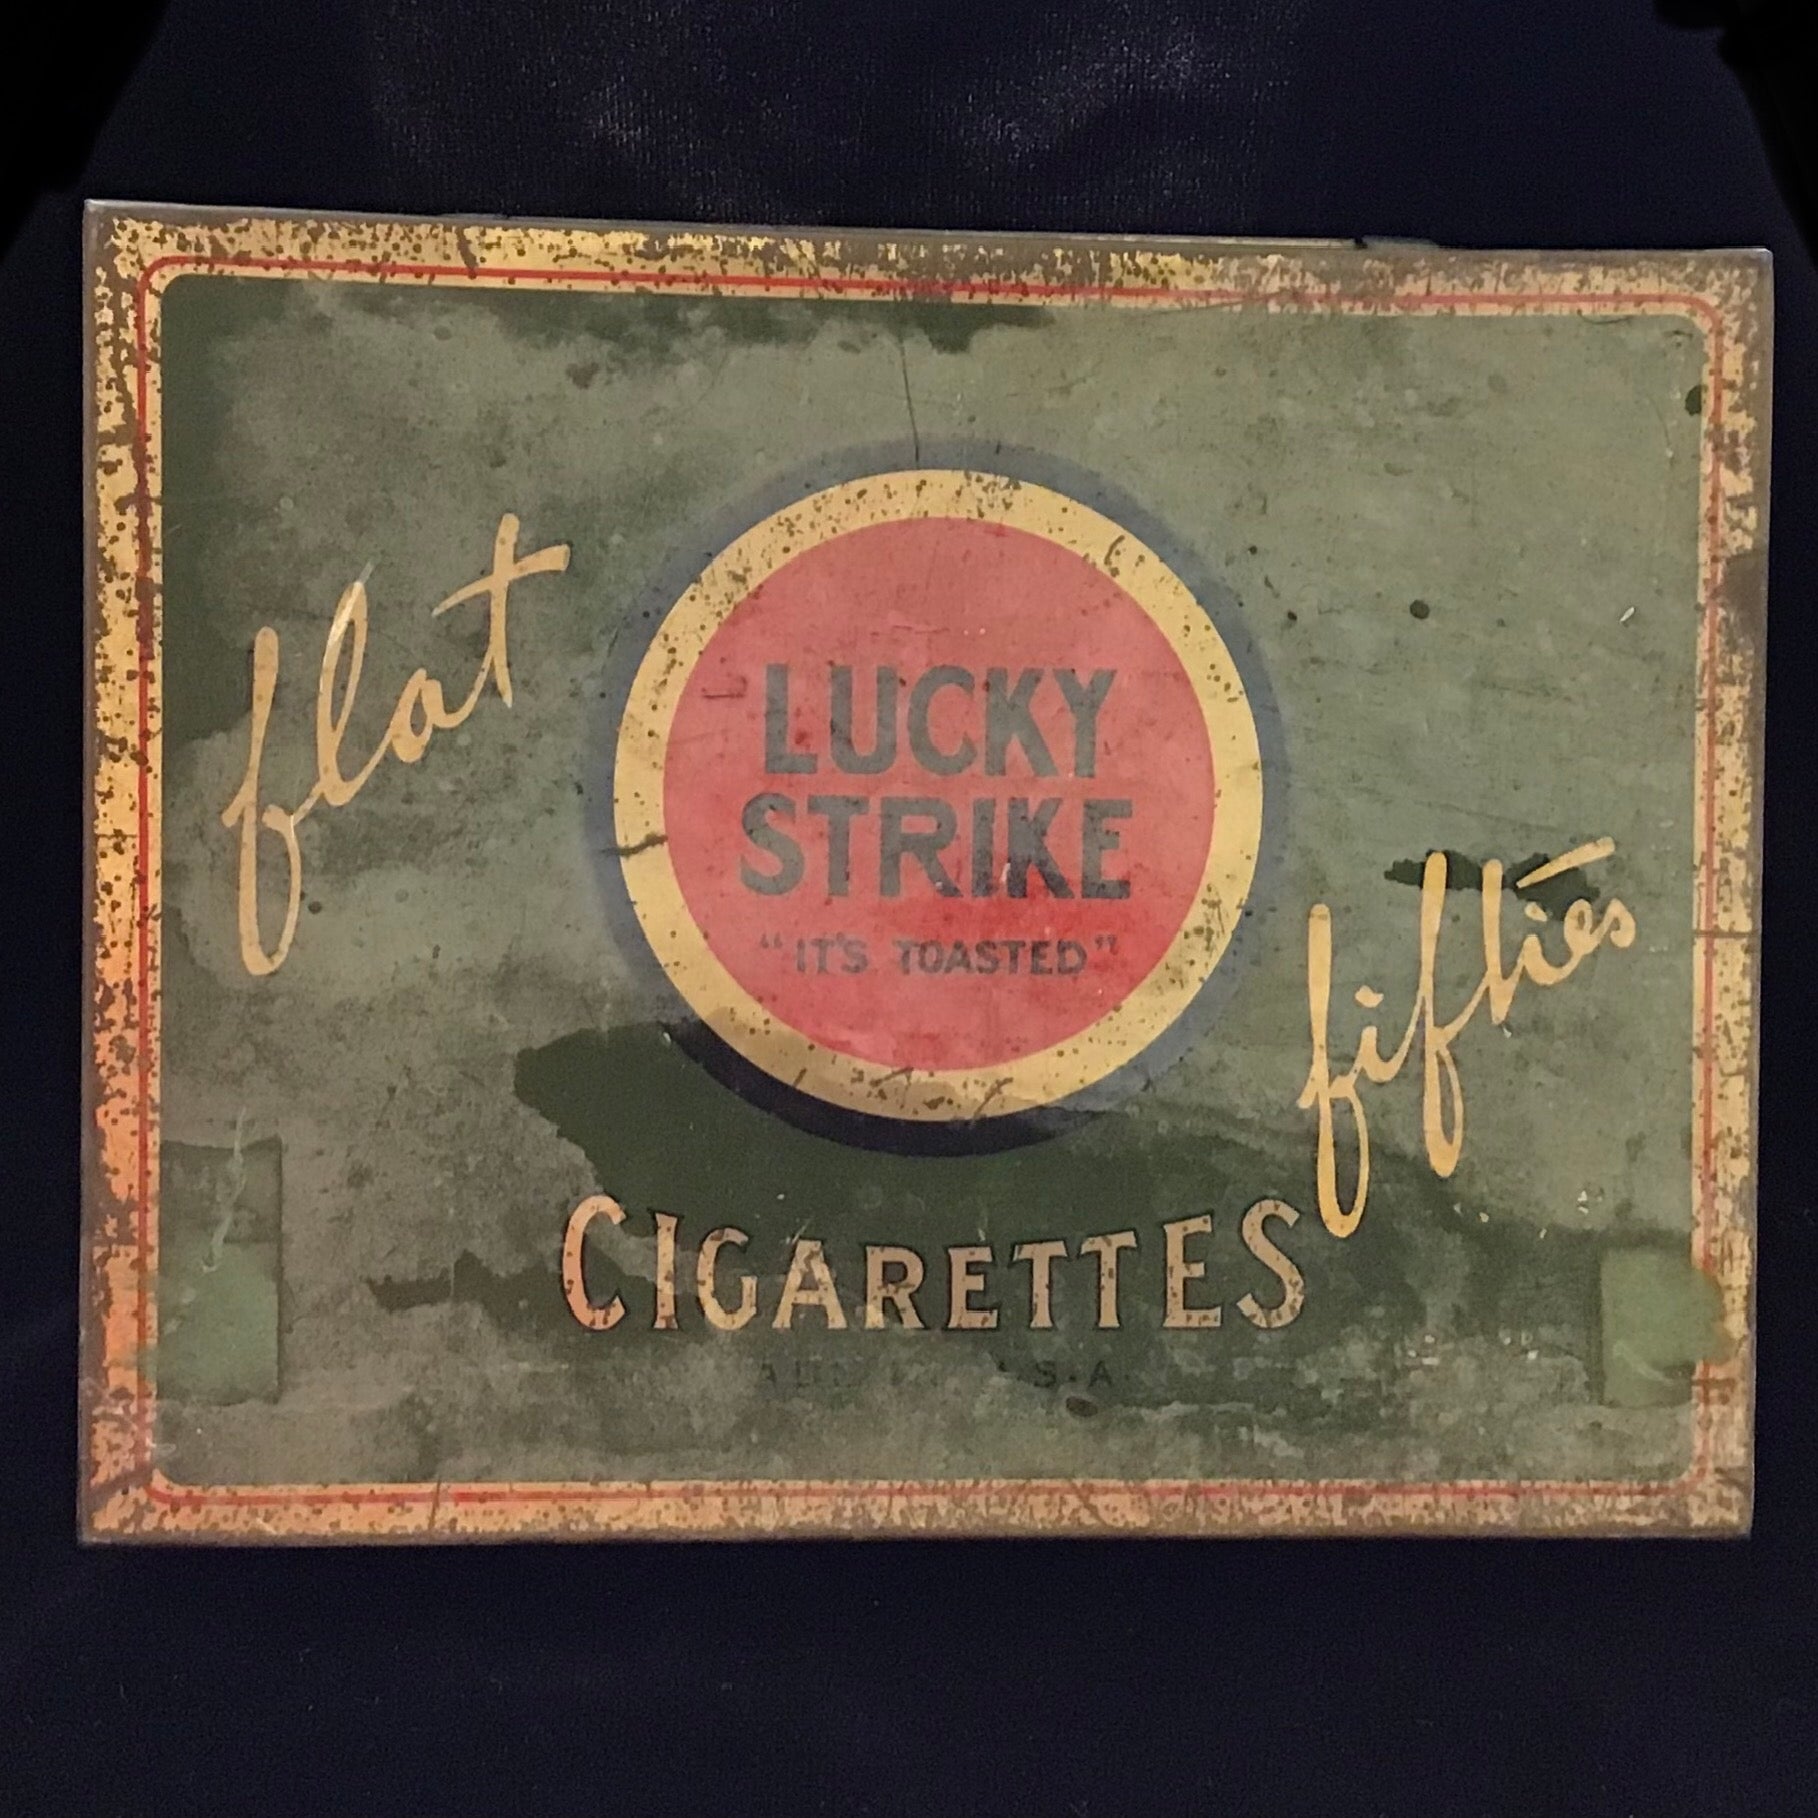 flat
LUCKY
STRIKE
"IT'S TOASTED"
fifties
CIGARETTES
U.S.A.